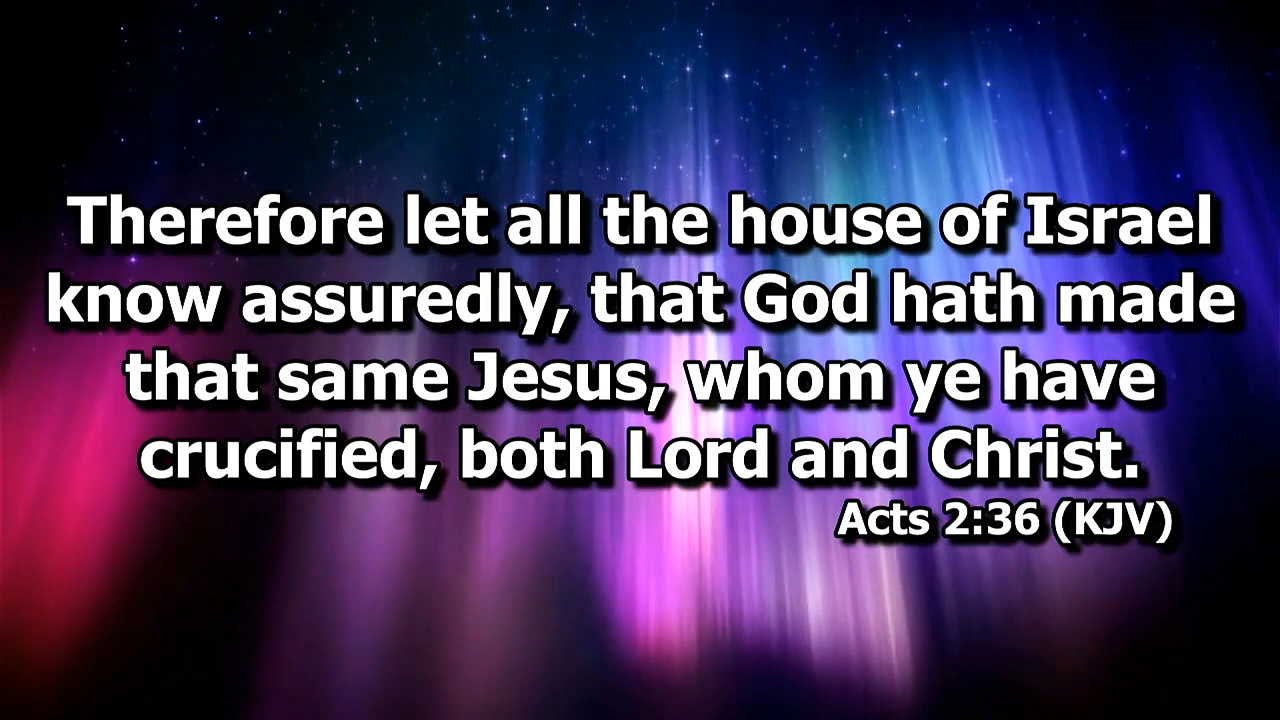 Therefore let all the house of Israel
know assuredly, that God hath made
that same Jesus, whom ye have
crucified, both Lord and Christ.
Acts 2:36 (KJV)